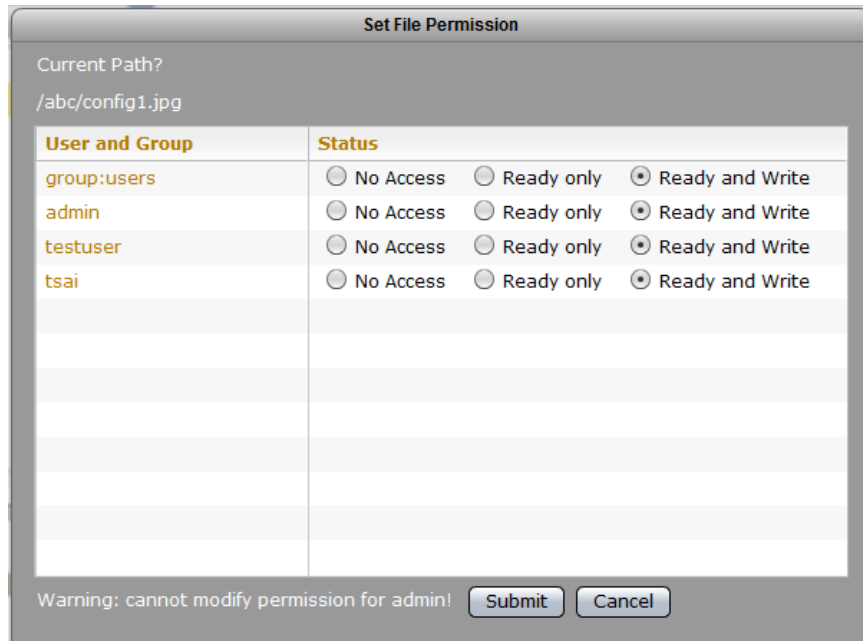 Set File Permission
Current Path?
/abc/config1.jpg
User and Group Status
group:users No Access Ready only Ready and Write
admin No Access Ready only Ready and Write
testuser No Access Ready only Ready and Write
tsai No Access Ready only Ready and Write
Warning: cannot modify permission for admin! Submit Cancel